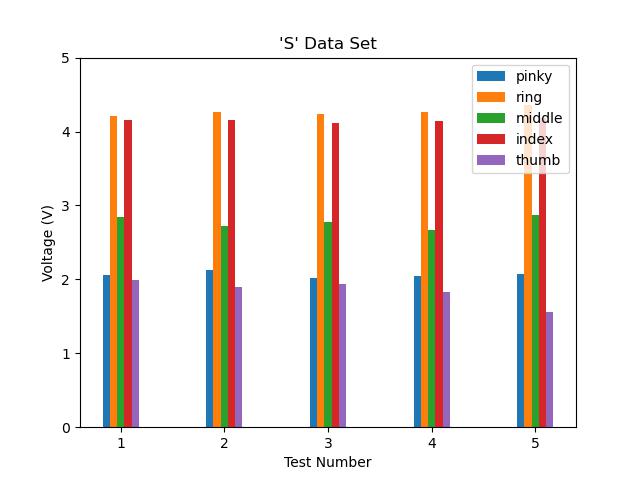 'S' Data Set
5
4
3
2
1
0
Voltage (V)
pinky
ring
middle
index
thumb
1 2 3 4 5
Test Number